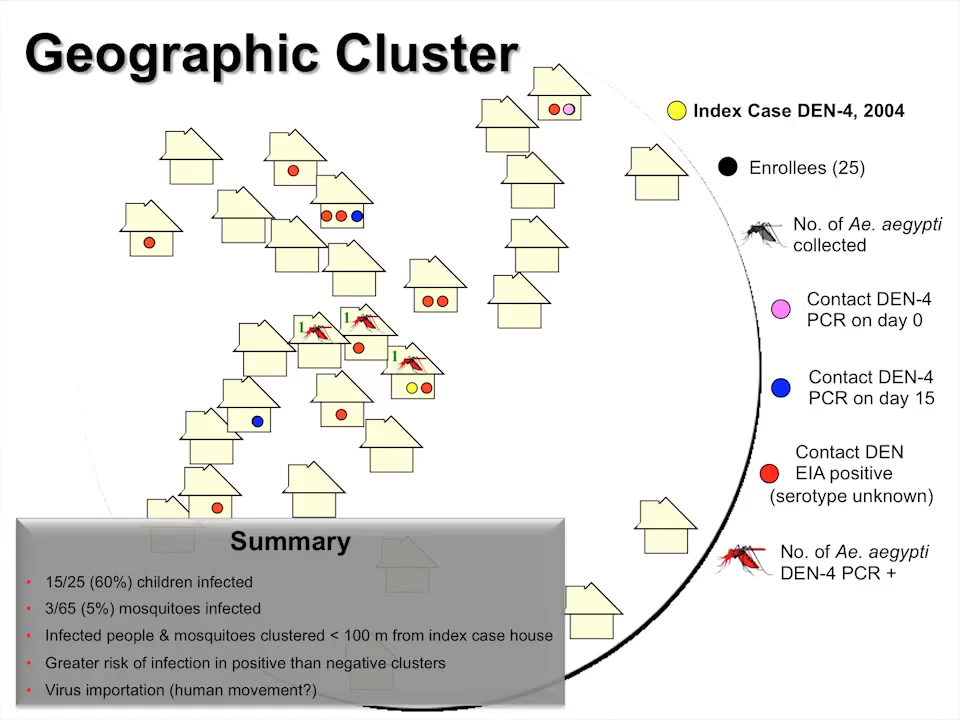 Geographic Cluster
Index Case DEN-4, 2004
Enrollees (25)
No. of Ae. aegypti
collected
Contact DEN-4
PCR on day 0
1
1
1
Contact DEN-4
PCR on day 15
Contact DEN
EIA positive
(serotype unknown)
No. of Ae. aegypti
DEN-4 PCR +
Summary
• 15/25 (60%) children infected
• 3/65 (5%) mosquitoes infected
• Infected people & mosquitoes clustered < 100 m from index case house
• Greater risk of infection in positive than negative clusters
• Virus importation (human movement?)